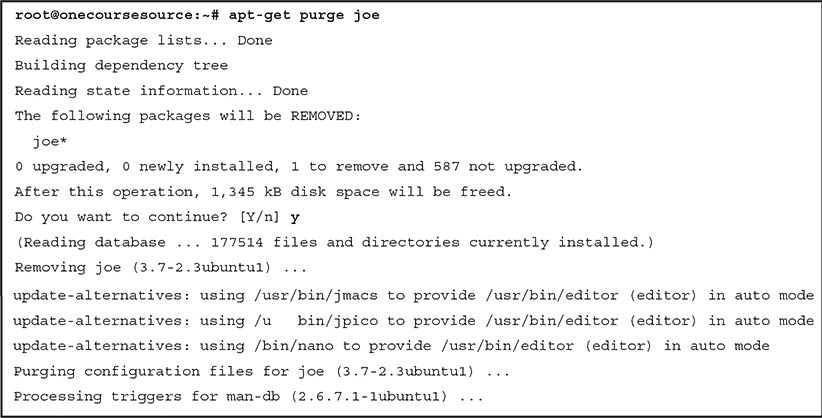 root@onecoursesource:~# apt-get purge joe
Reading package lists... Done
Building dependency tree
Reading state information... Done
The following packages will be REMOVED:
  joe*
0 upgraded, 0 newly installed, 1 to remove and 587 not upgraded.
After this operation, 1,345 kB disk space will be freed.
Do you want to continue? [Y/n] y
(Reading database ... 177514 files and directories currently installed.)
Removing joe (3.7-2.3ubuntu1) ...
update-alternatives: using /usr/bin/jmacs to provide /usr/bin/editor (editor) in auto mode
update-alternatives: using /u   bin/jpico to provide /usr/bin/editor (editor) in auto mode
update-alternatives: using /bin/nano to provide /usr/bin/editor (editor) in auto mode
Purging configuration files for joe (3.7-2.3ubuntu1) ...
Processing triggers for man-db (2.6.7.1-1ubuntu1) ...